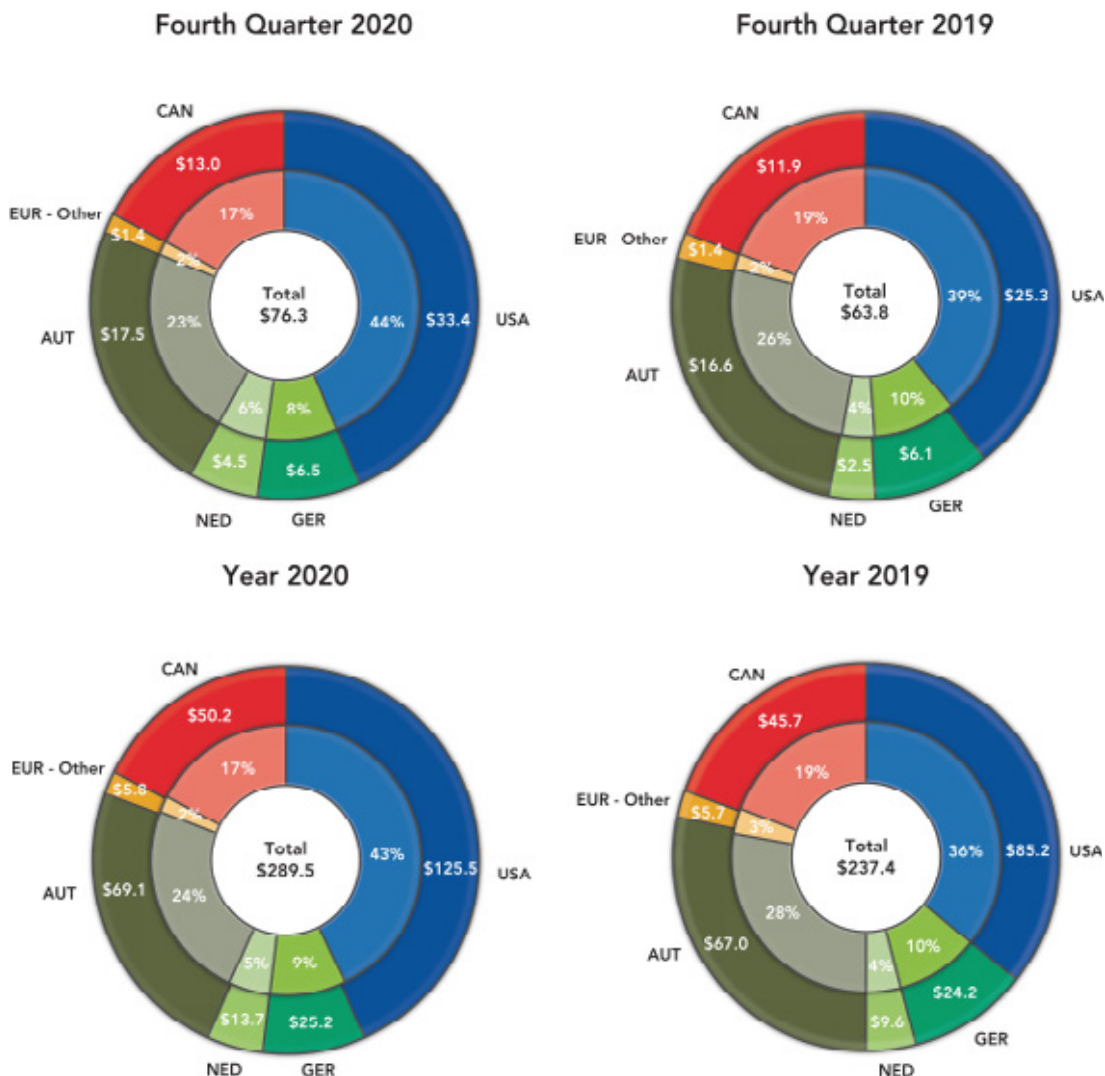 Fourth Quarter 2020
CAN
$13.0
EUR - Other
$1.4
17%
2%
Total
$76.3
AUT
$17.5
23%
44%
$33.4
USA
6%
8%
$4.5
$6.5
NED
GER
Fourth Quarter 2019
CAN
$11.9
EUR - Other
$1.4
19%
2%
Total
$63.8
39%
$25.3
USA
AUT
$16.6
26%
4%
10%
$2.5
$6.1
NED
GER
Year 2020
CAN
$50.2
EUR - Other
$5.8
17%
2%
Total
$289.5
43%
$125.5
USA
AUT
$69.1
24%
5%
9%
$13.7
$25.2
NED
GER
Year 2019
CAN
$45.7
EUR - Other
$5.7
19%
3%
Total
$237.4
36%
$85.2
USA
AUT
$67.0
28%
4%
10%
$9.6
$24.2
NED
GER